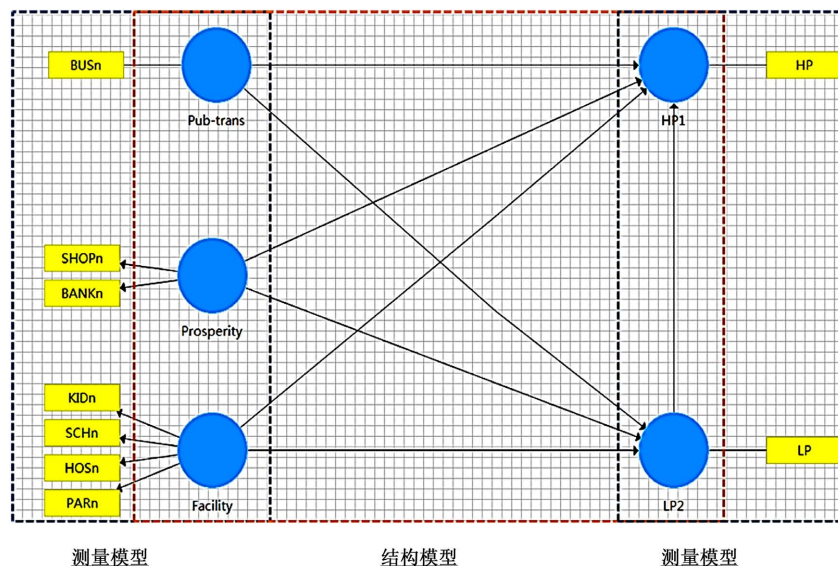 BUSn
Pub-trans
HP1
HP
SHOPn
BANKn
Prosperity
KIDn
SCHn
HOSn
PARn
Facility
LP2
LP
测量模型
结构模型
测量模型